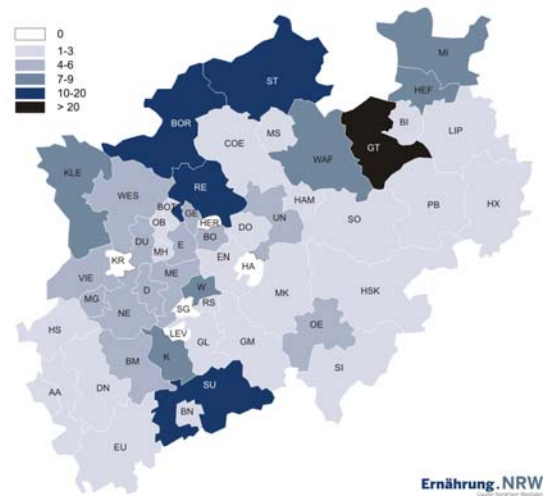 0
1-3
4-6
7-9
10-20
> 20
MI
ST
HEF
BOR
MS
BI
LIP
COE
WAF
GT
KLE
RE
WES
BOT
GE
HAM
HX
OB
HER
UN
SO
PB
DU
E
BO
DO
MH
EN
KR
HA
VIE
ME
W
MK
HSK
MG
D
NE
SG
RS
HS
LEV
OE
GL
GM
BM
K
SI
AA
DN
SU
BN
EU
Ernährung.NRW